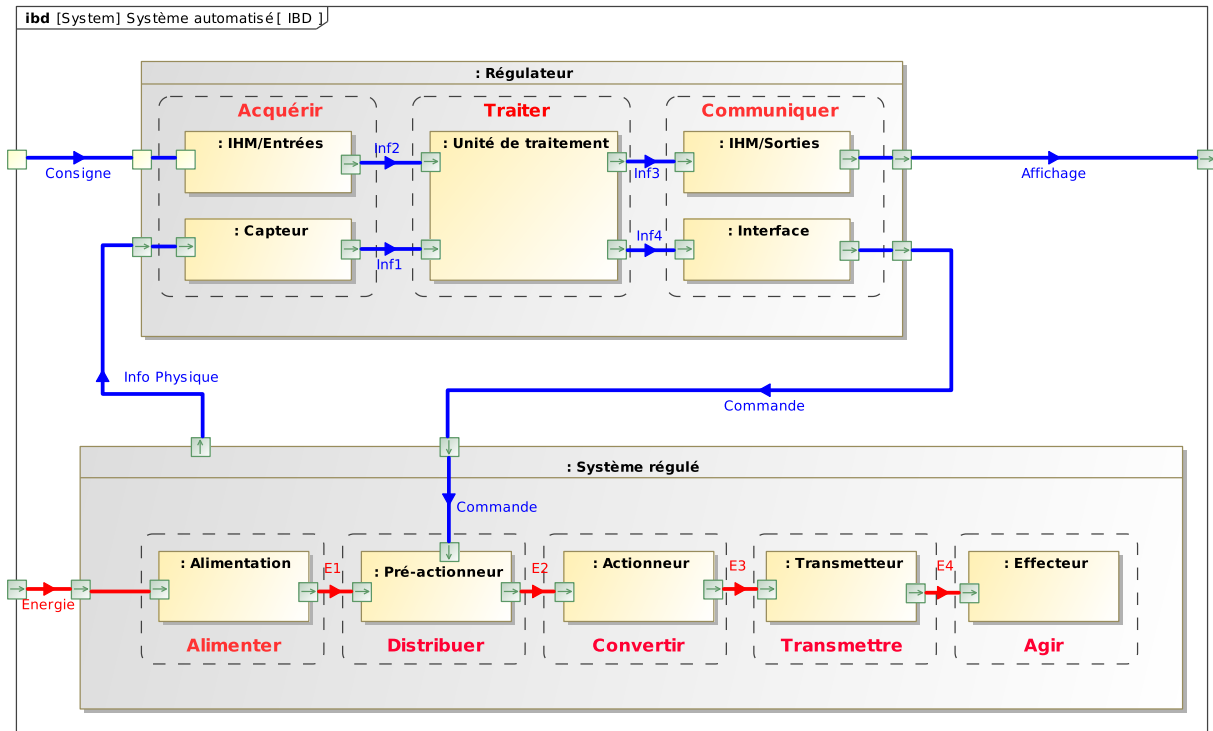 ibd [System] Système automatisé[ IBD ]
: Régulateur
Acquérir
Traiter
Communiquer
: IHM/Entrées
: Unité de traitement
: IHM/Sorties
Inf2
Consigne
Inf3
Affichage
: Capteur
: Interface
Inf4
Inf1
Info Physique
Commande
: Système régulé
Commande
: Alimentation
: Pré-actionneur
: Actionneur
: Transmetteur
: Effecteur
E1
E2
E3
E4
Energie
Alimenter
Distribuer
Convertir
Transmettre
Agir